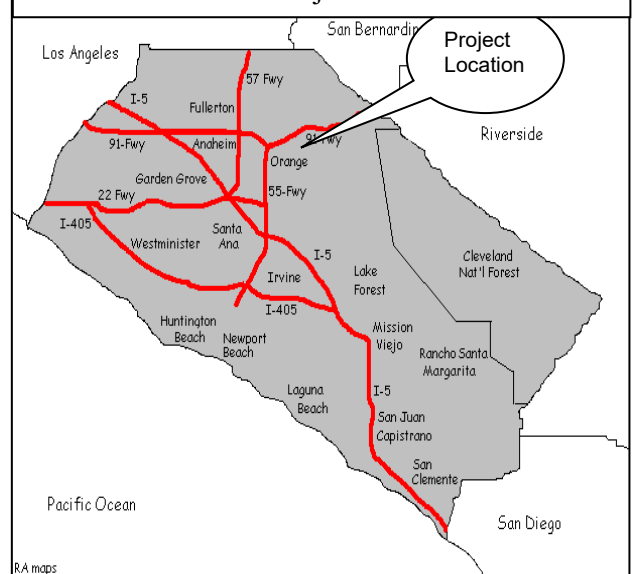 San Bernardin
Project
Location
Los Angeles
57 Fwy
I-5
Fullerton
Riverside
91-Fwy
Anaheim
91 Fwy
Orange
Garden Grove
22 Fwy
55-Fwy
I-405
Westminister
Santa
Ana
I-5
Cleveland
Nat'l Forest
Lake
Forest
Irvine
I-405
Huntington
Beach
Newport
Beach
Mission
Viejo
Rancho Santa
Margarita
Laguna
Beach
I-5
San Juan
Capistrano
San
Clemente
Pacific Ocean
San Diego
RA maps